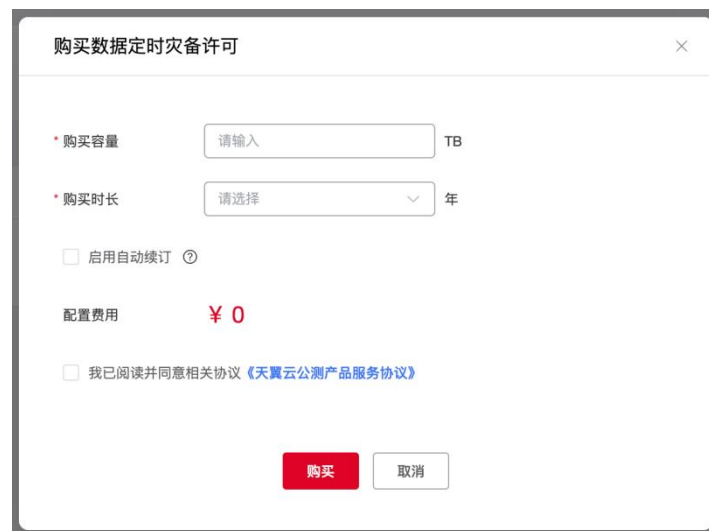 购买数据定时灾备许可
* 购买容量 请输入 TB
* 购买时长 请选择 年
启用自动续订
配置费用 ¥ 0
我已阅读并同意相关协议《天翼云公测产品服务协议》
购买 取消